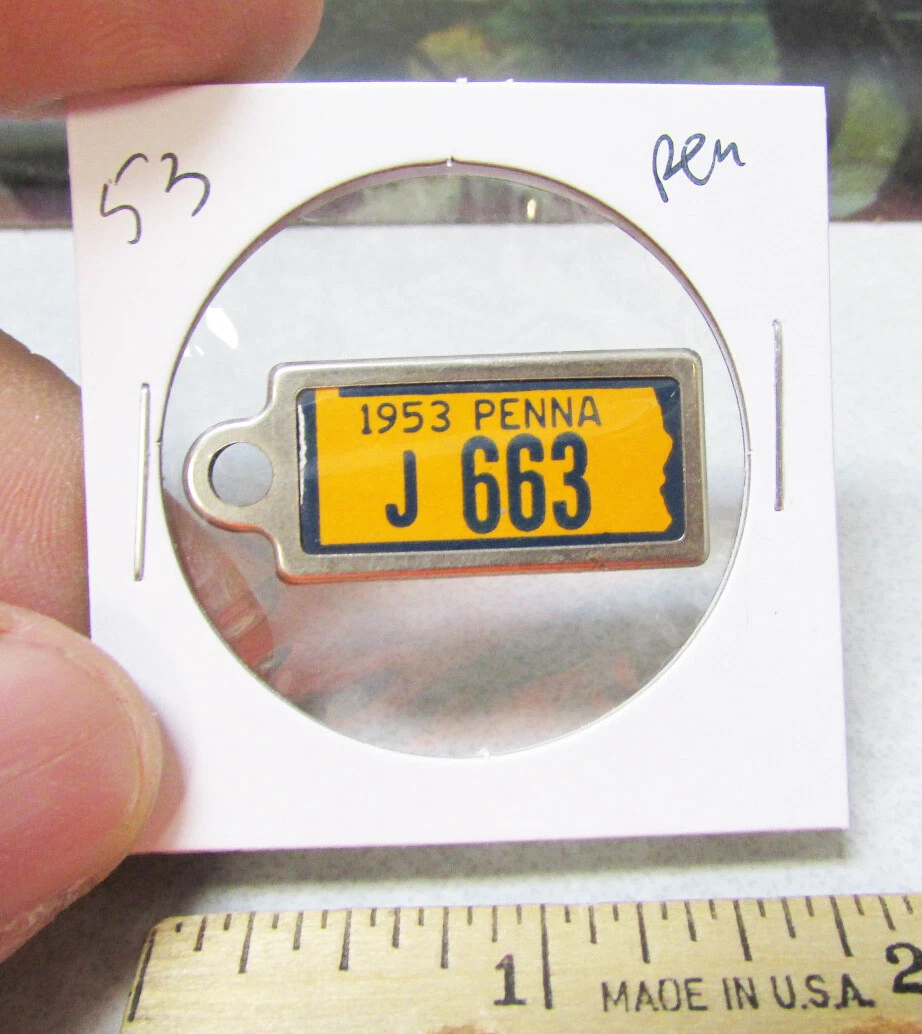 53
Pen
1953 PENNA
J 663
1 2
MADE IN U.S.A.